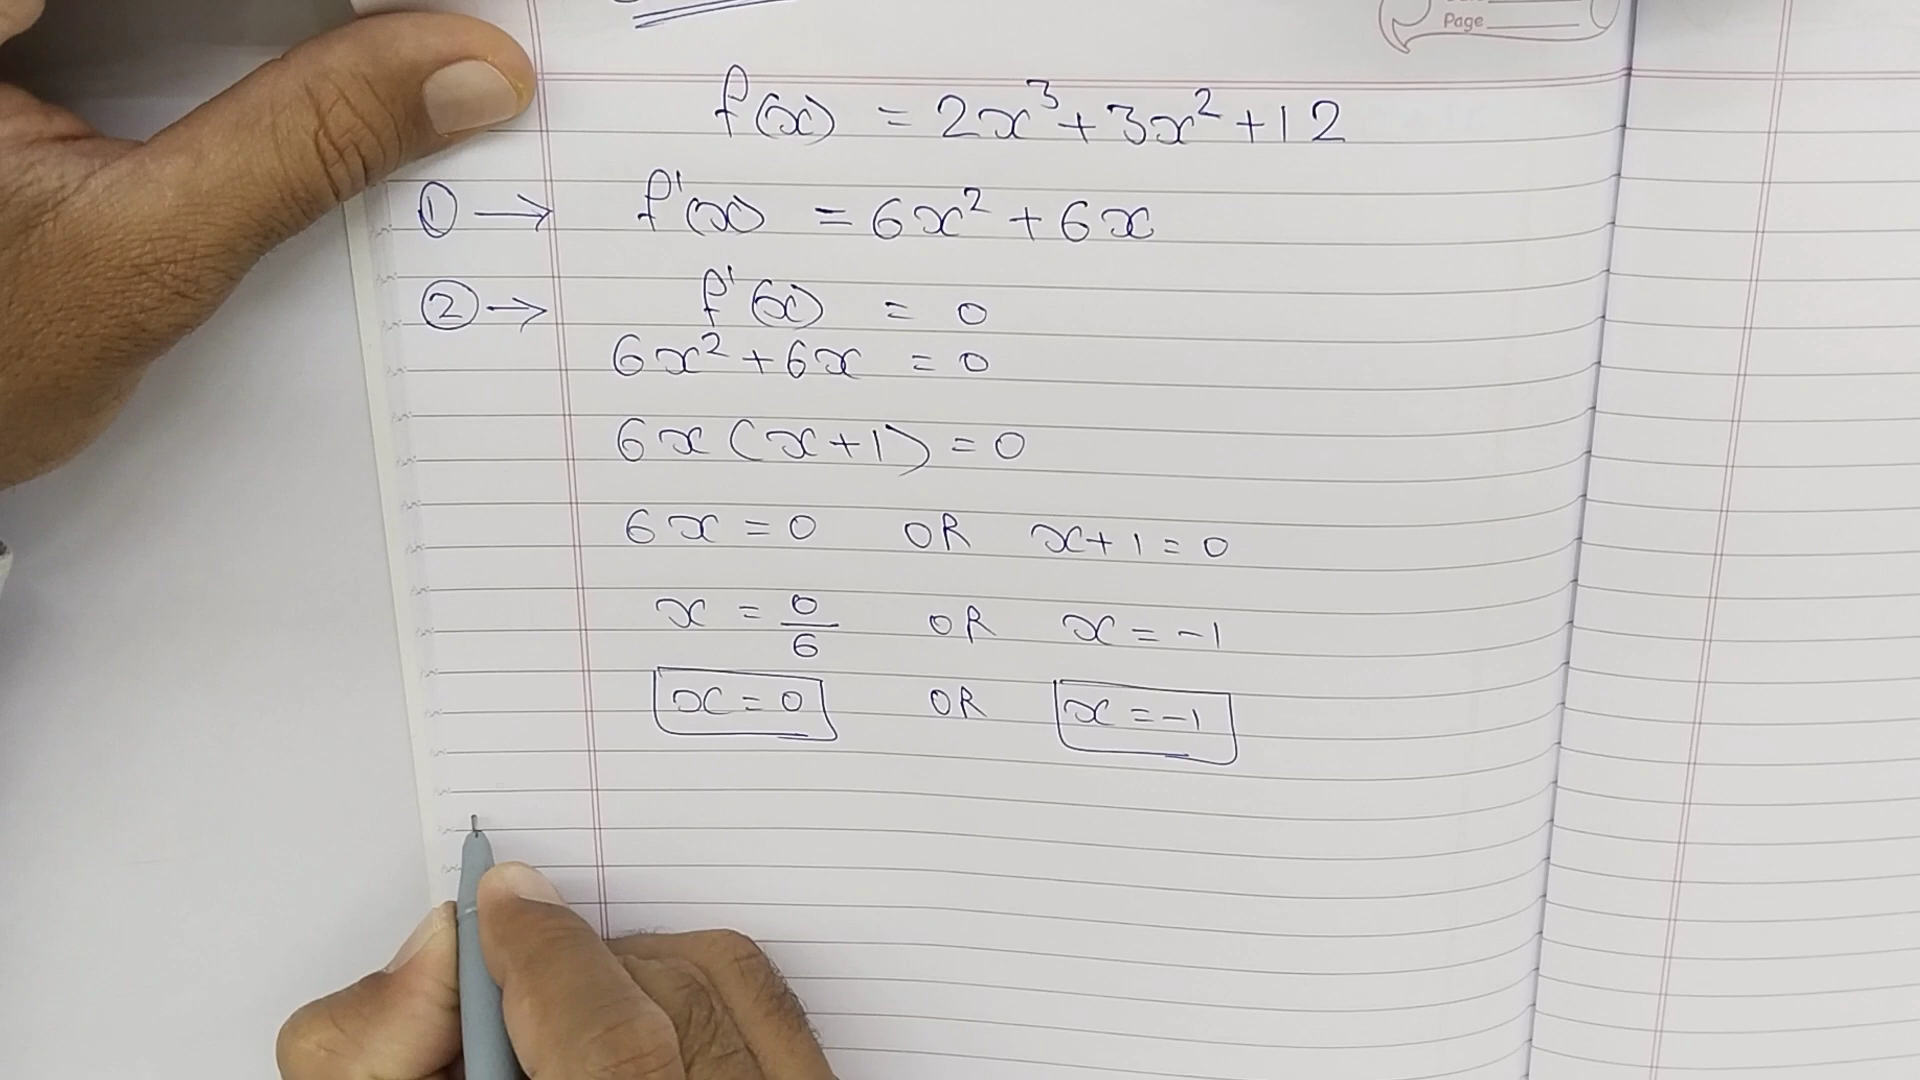 Page
f(x) = 2x³ + 3x² + 12
① → f'(x) = 6x² + 6x
② → f'(x) = 0
6x² + 6x = 0
6x (x + 1) = 0
6x = 0 OR x + 1 = 0
x = 0/6 OR x = -1
x = 0 OR x = -1